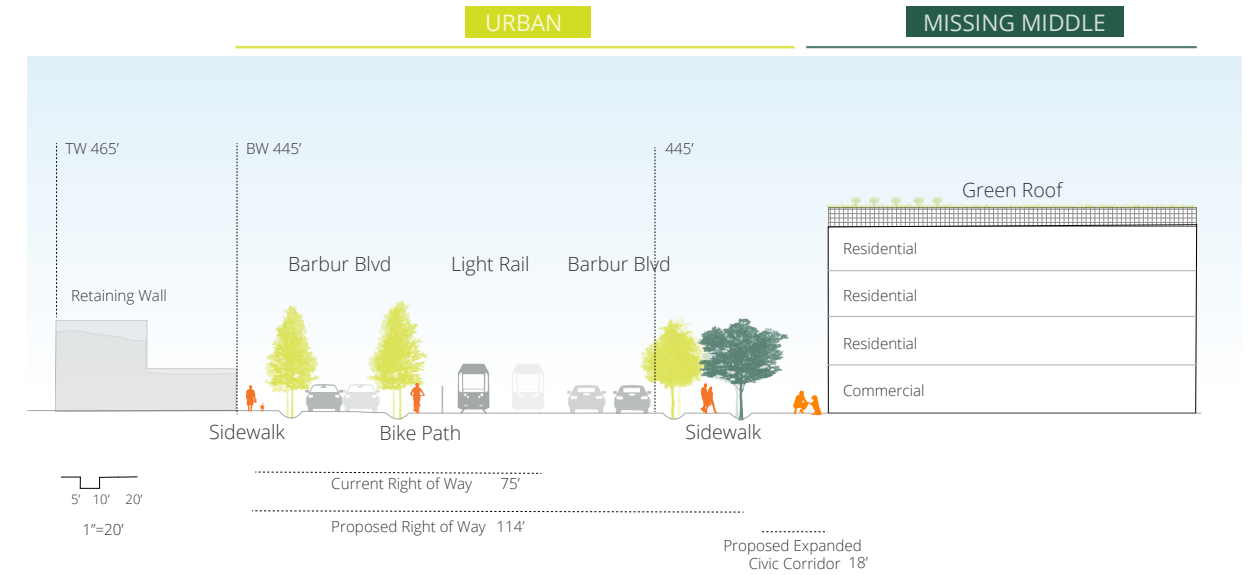 URBAN
MISSING MIDDLE
TW 465’
BW 445’
445’
Green Roof
Residential
Barbur Blvd
Light Rail
Barbur Blvd
Retaining Wall
Residential
Residential
Commercial
Sidewalk
Bike Path
Sidewalk
Current Right of Way 75’
5’ 10’ 20’
1”=20’
Proposed Right of Way 114’
Proposed Expanded
Civic Corridor 18’